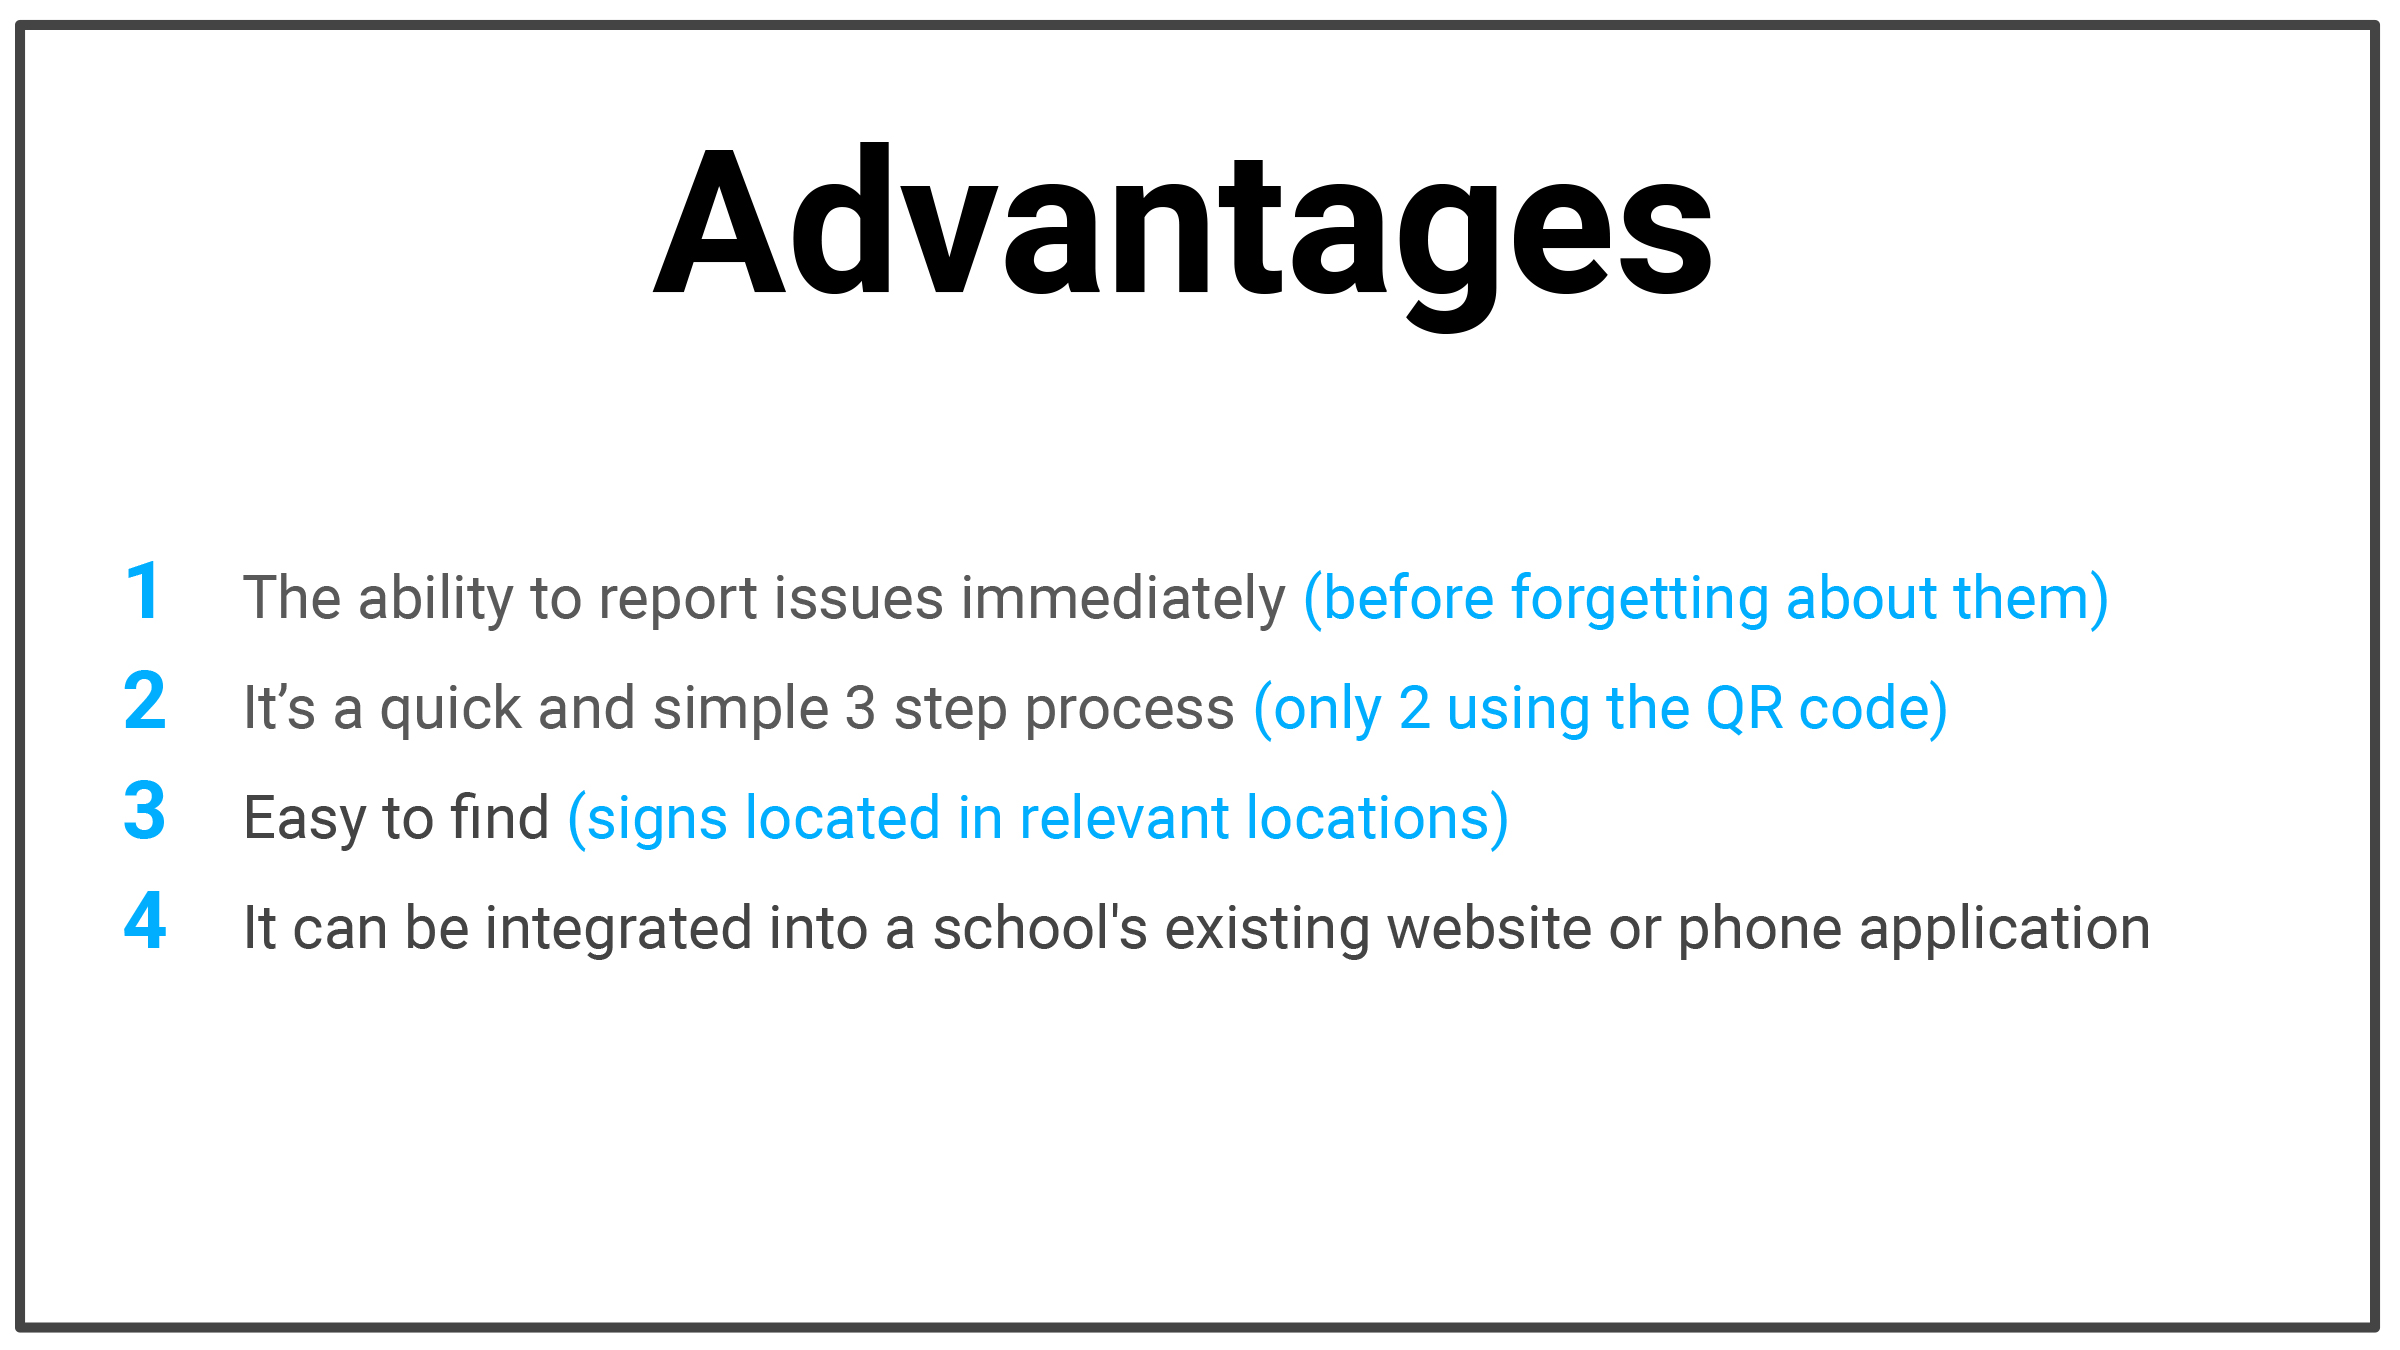 Advantages
1 The ability to report issues immediately (before forgetting about them)
2 It’s a quick and simple 3 step process (only 2 using the QR code)
3 Easy to find (signs located in relevant locations)
4 It can be integrated into a school's existing website or phone application